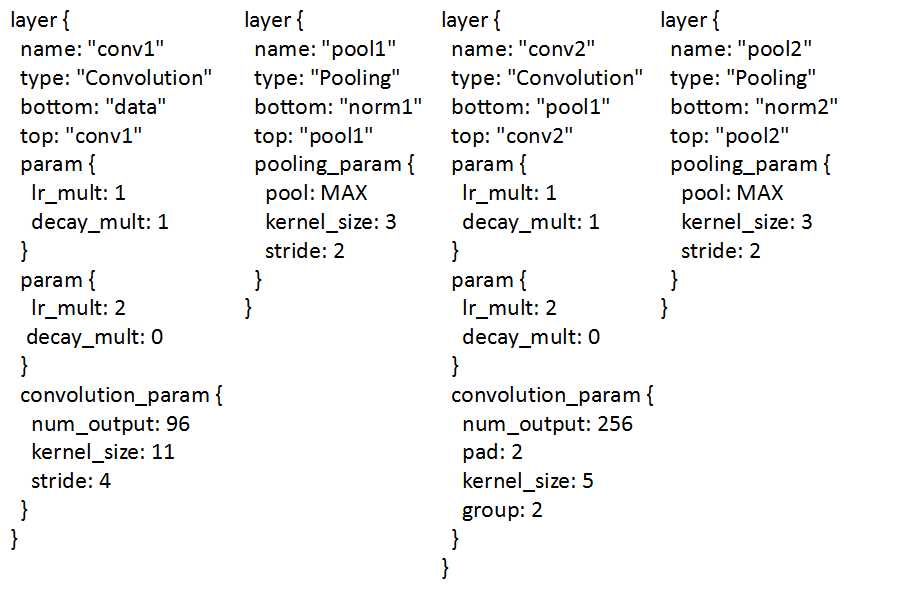 layer {
  name: "conv1"
  type: "Convolution"
  bottom: "data"
  top: "conv1"
  param {
    lr_mult: 1
    decay_mult: 1
  }
  param {
    lr_mult: 2
   decay_mult: 0
  }
  convolution_param {
    num_output: 96
    kernel_size: 11
    stride: 4
  }
}
layer {
  name: "pool1"
  type: "Pooling"
  bottom: "norm1"
  top: "pool1"
  pooling_param {
    pool: MAX
    kernel_size: 3
    stride: 2
  }
}
layer {
  name: "conv2"
  type: "Convolution"
  bottom: "pool1"
  top: "conv2"
  param {
    lr_mult: 1
    decay_mult: 1
  }
  param {
    lr_mult: 2
    decay_mult: 0
  }
  convolution_param {
    num_output: 256
    pad: 2
    kernel_size: 5
    group: 2
  }
}
layer {
  name: "pool2"
  type: "Pooling"
  bottom: "norm2"
  top: "pool2"
  pooling_param {
    pool: MAX
    kernel_size: 3
    stride: 2
  }
}